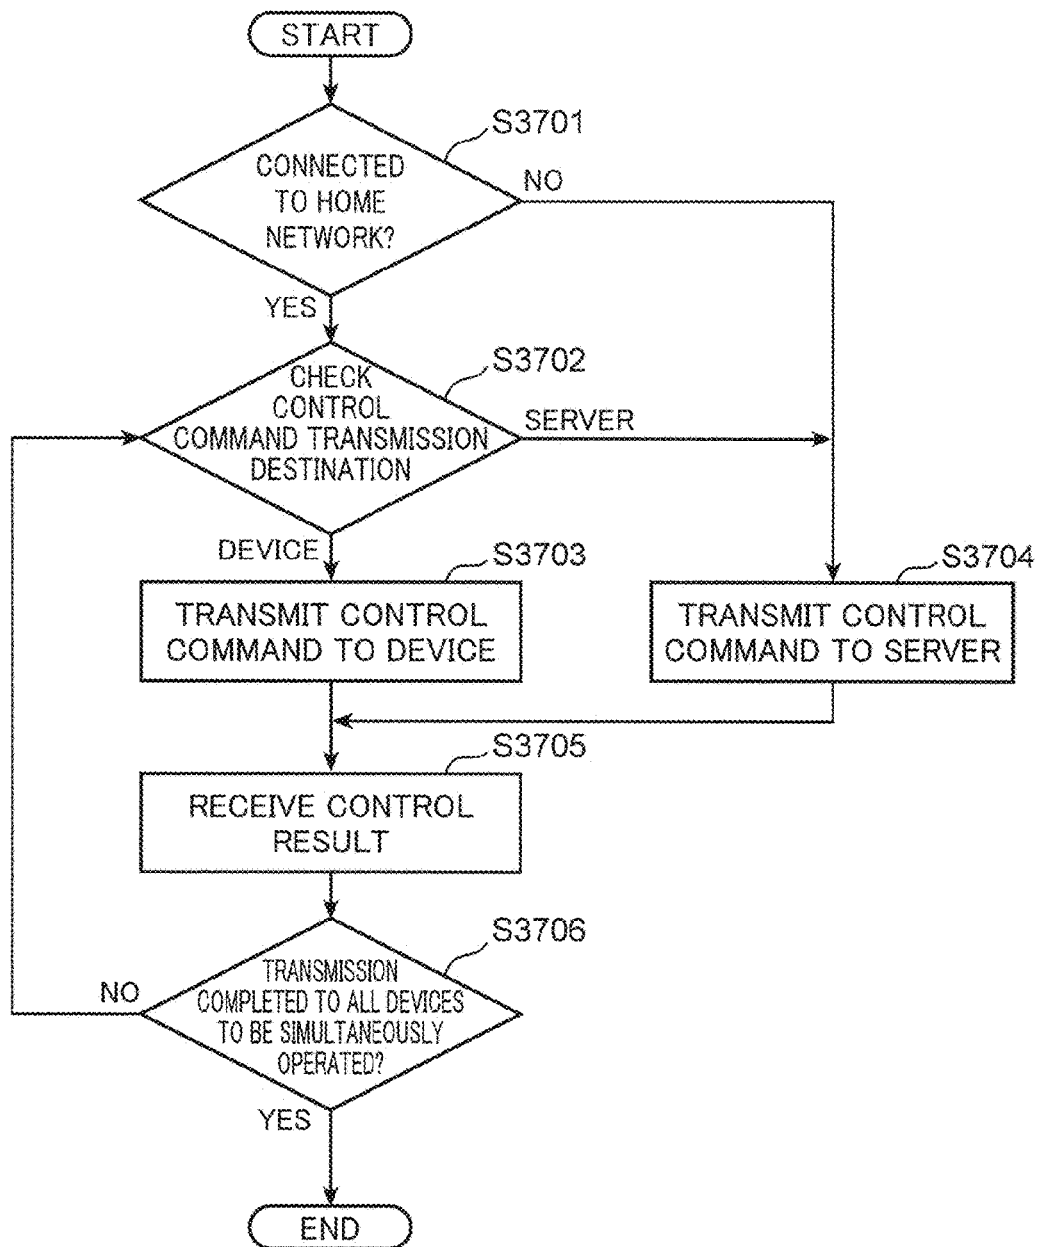 START
S3701
CONNECTED
TO HOME
NETWORK?
NO
YES
S3702
CHECK
CONTROL
COMMAND TRANSMISSION
DESTINATION
SERVER
DEVICE
S3703
TRANSMIT CONTROL
COMMAND TO DEVICE
S3704
TRANSMIT CONTROL
COMMAND TO SERVER
S3705
RECEIVE CONTROL
RESULT
S3706
TRANSMISSION
COMPLETED TO ALL DEVICES
TO BE SIMULTANEOUSLY
OPERATED?
NO
YES
END